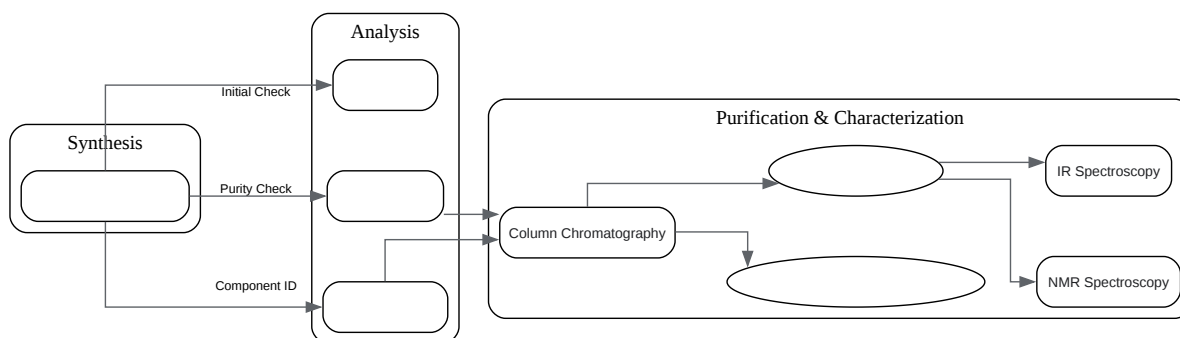 Analysis
Initial Check
Purification & Characterization
Synthesis
IR Spectroscopy
Purity Check
Column Chromatography
Component ID
NMR Spectroscopy